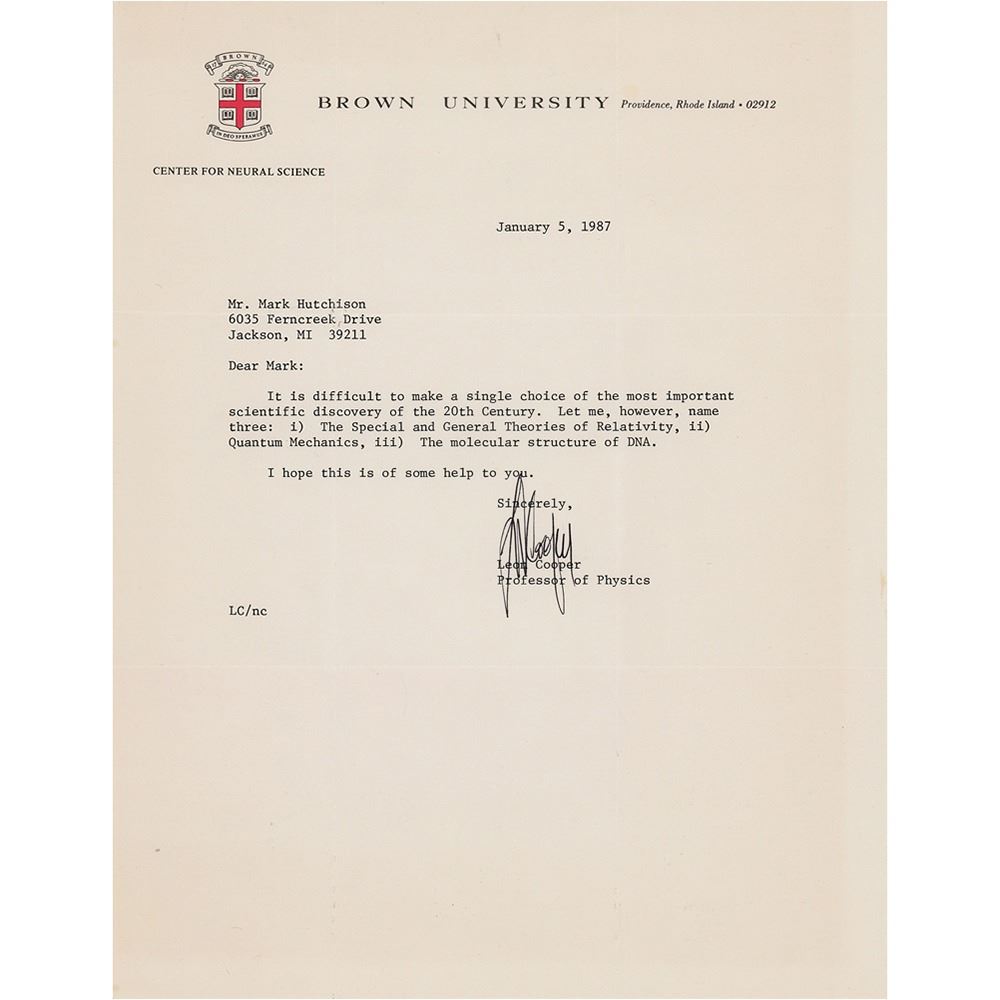 BROWN
IN DEO SPERAMUS
BROWN UNIVERSITY Providence, Rhode Island • 02912
CENTER FOR NEURAL SCIENCE
January 5, 1987
Mr. Mark Hutchison
6035 Ferncreek Drive
Jackson, MI 39211
Dear Mark:
It is difficult to make a single choice of the most important
scientific discovery of the 20th Century. Let me, however, name
three: i) The Special and General Theories of Relativity, ii)
Quantum Mechanics, iii) The molecular structure of DNA.
I hope this is of some help to you.
Sincerely,
Leon Cooper
Professor of Physics
LC/nc